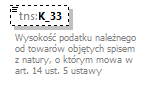 tns:K_33
Wysokość podatku należnego
od towarów objętych spisem
z natury, o którym mowa w
art. 14 ust. 5 ustawy